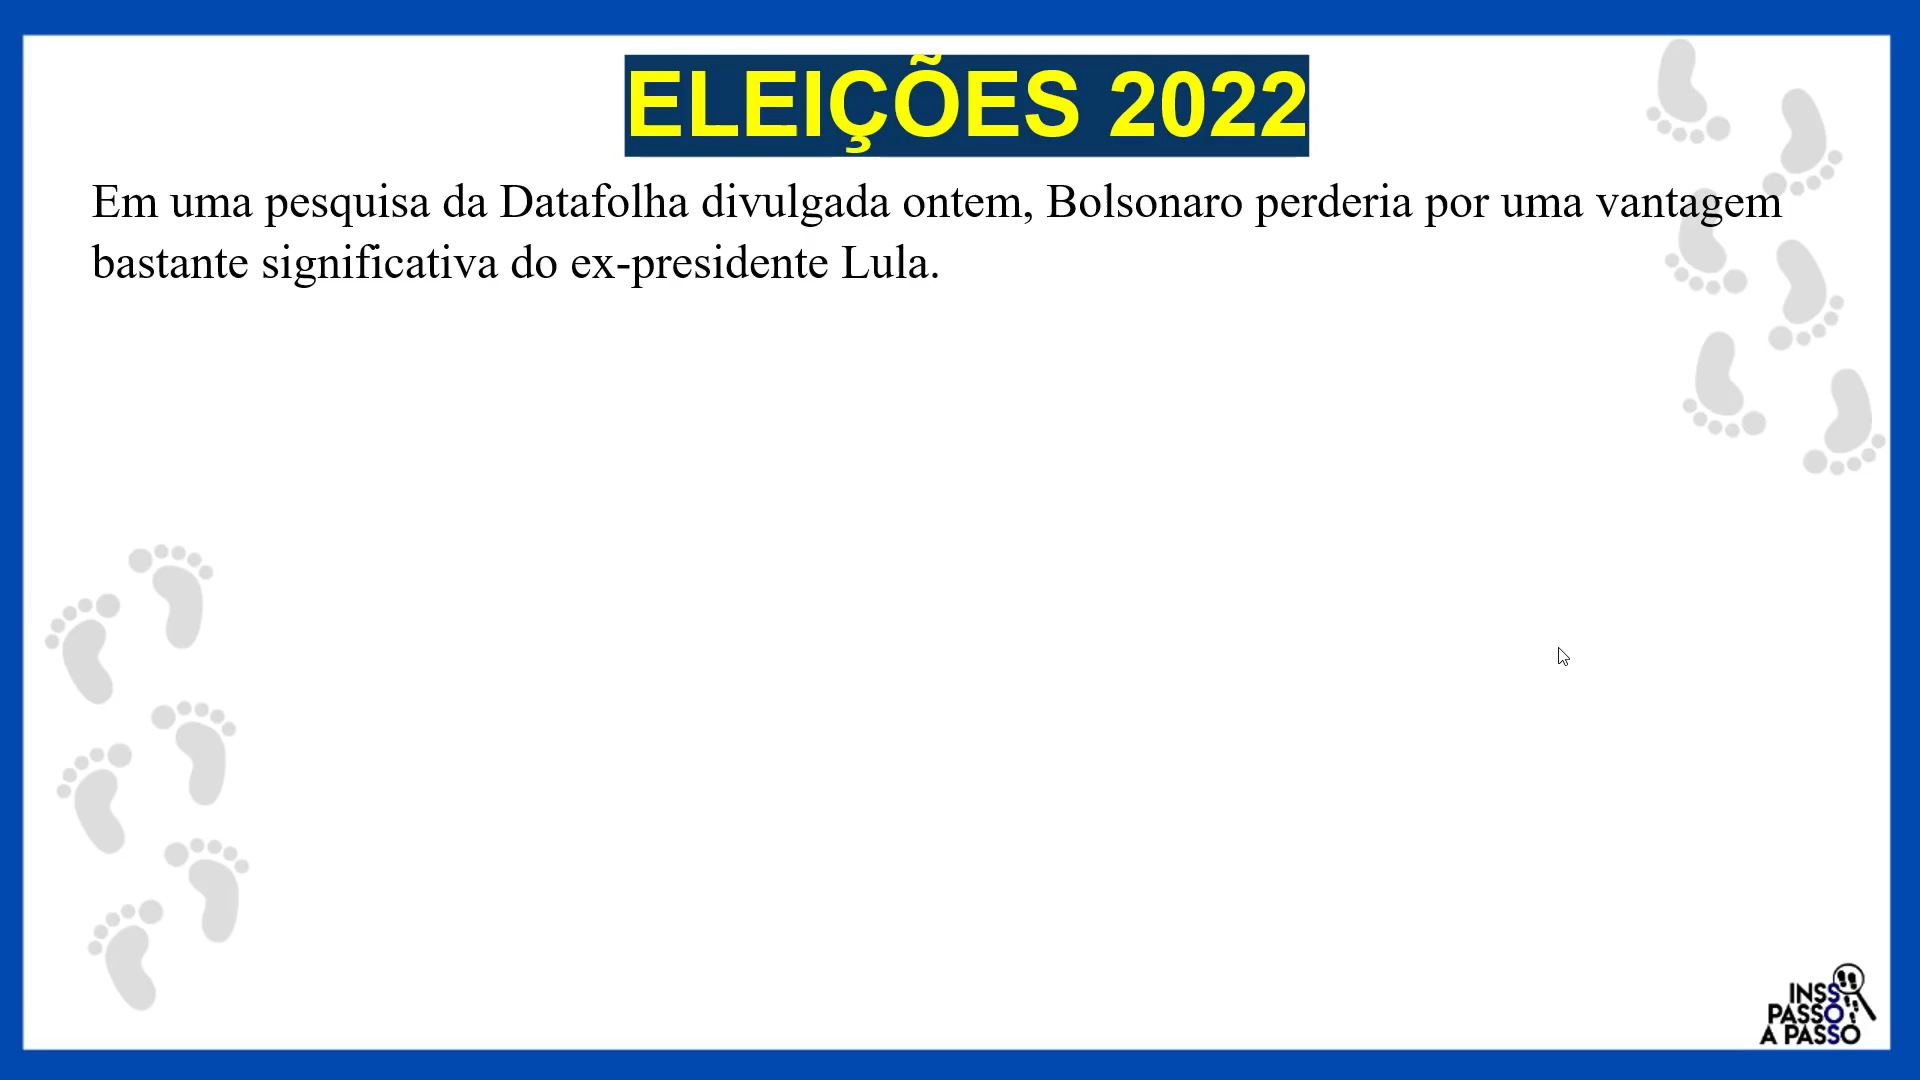 ELEIÇÕES 2022
Em uma pesquisa da Datafolha divulgada ontem, Bolsonaro perderia por uma vantagem
bastante significativa do ex-presidente Lula.
INSS
PASSO
A PASSO